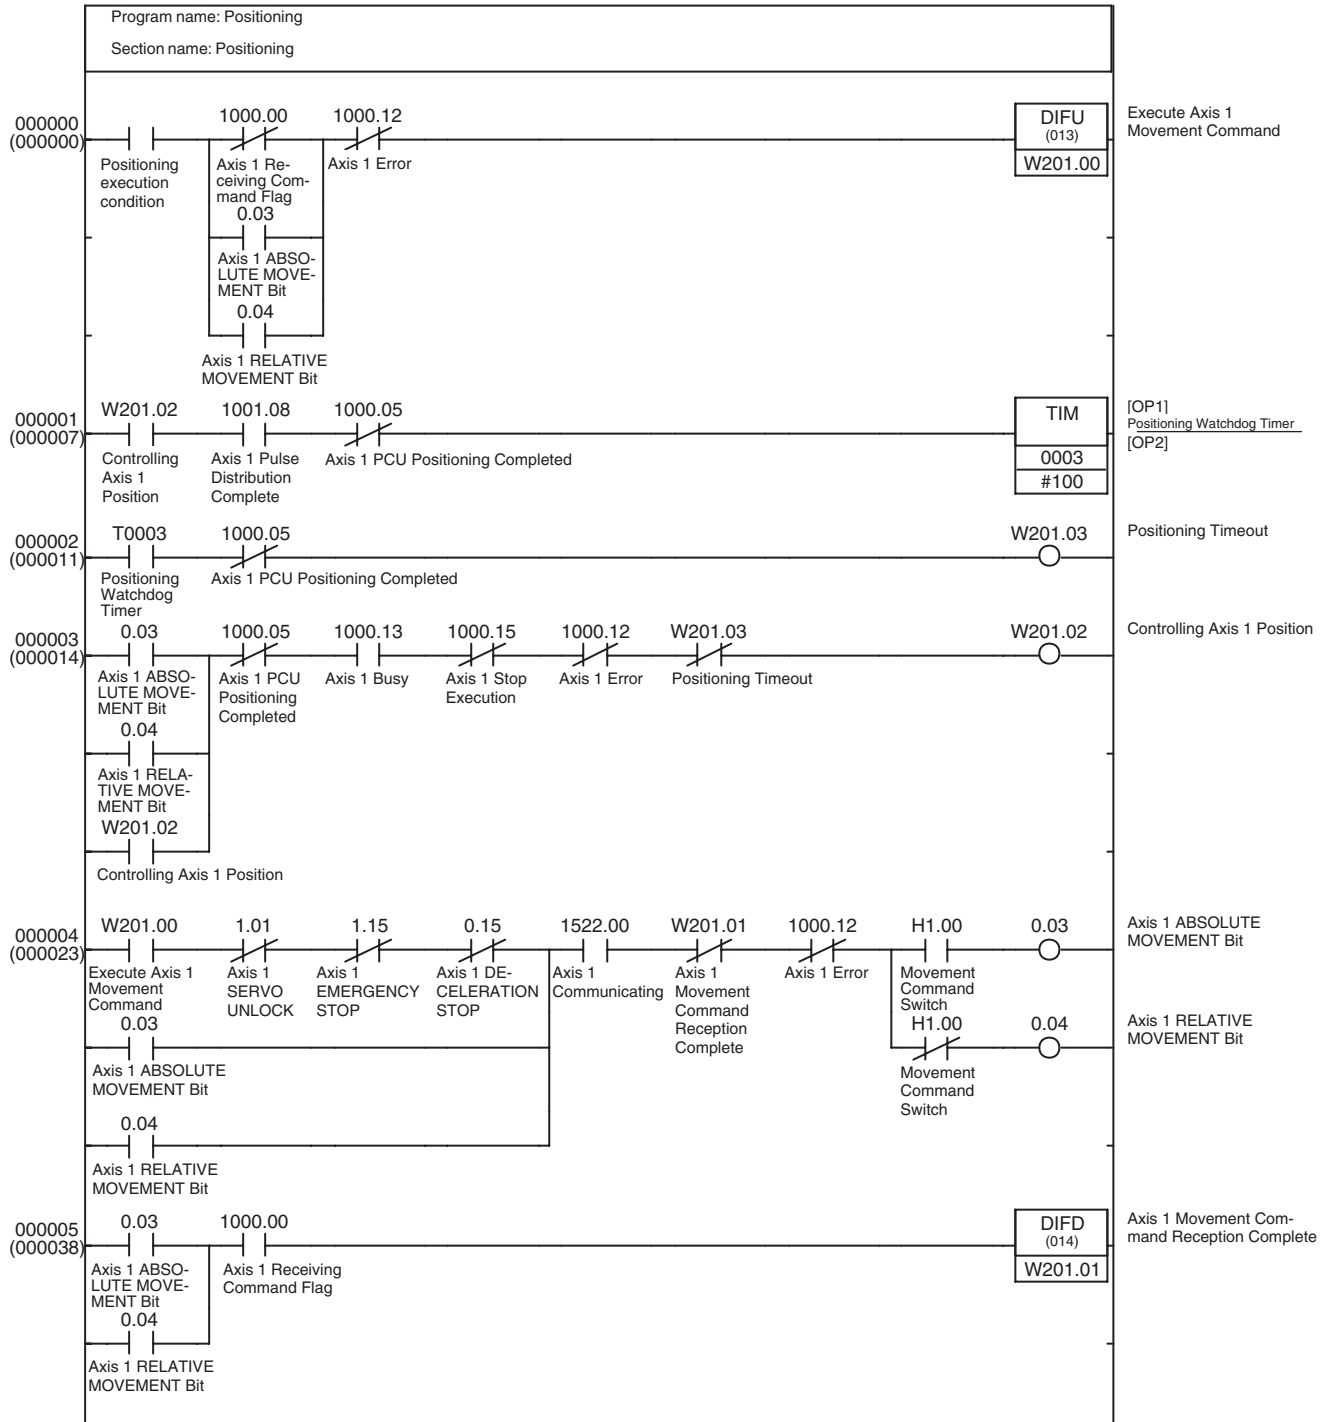 Program name: Positioning
Section name: Positioning
000000
(000000)
1000.00
1000.12
DIFU
(013)
W201.00
Execute Axis 1
Movement Command
Positioning
execution
condition
Axis 1 Re-
ceiving Com-
mand Flag
Axis 1 Error
0.03
Axis 1 ABSO-
LUTE MOVE-
MENT Bit
0.04
Axis 1 RELATIVE
MOVEMENT Bit
000001
(000007)
W201.02
1001.08
1000.05
TIM
0003
#100
[OP1]
Positioning Watchdog Timer
[OP2]
Controlling
Axis 1
Position
Axis 1 Pulse
Distribution
Complete
Axis 1 PCU Positioning Completed
000002
(000011)
T0003
1000.05
W201.03
Positioning Timeout
Positioning
Watchdog
Timer
Axis 1 PCU Positioning Completed
000003
(000014)
0.03
1000.05
1000.13
1000.15
1000.12
W201.03
W201.02
Controlling Axis 1 Position
Axis 1 ABSO-
LUTE MOVE-
MENT Bit
Axis 1 PCU
Positioning
Completed
Axis 1 Busy
Axis 1 Stop
Execution
Axis 1 Error
Positioning Timeout
0.04
Axis 1 RELA-
TIVE MOVE-
MENT Bit
W201.02
Controlling Axis 1 Position
000004
(000023)
W201.00
1.01
1.15
0.15
1522.00
W201.01
1000.12
H1.00
0.03
Axis 1 ABSOLUTE
MOVEMENT Bit
Execute Axis 1
Movement
Command
Axis 1
SERVO
UNLOCK
Axis 1
EMERGENCY
STOP
Axis 1 DE-
CELERATION
STOP
Axis 1
Communicating
Axis 1
Movement
Command
Reception
Complete
Axis 1 Error
Movement
Command
Switch
0.03
Axis 1 ABSOLUTE
MOVEMENT Bit
H1.00
0.04
Axis 1 RELATIVE
MOVEMENT Bit
Movement
Command
Switch
0.04
Axis 1 RELATIVE
MOVEMENT Bit
000005
(000038)
0.03
1000.00
DIFD
(014)
W201.01
Axis 1 Movement Com-
mand Reception Complete
Axis 1 ABSO-
LUTE MOVE-
MENT Bit
Axis 1 Receiving
Command Flag
0.04
Axis 1 RELATIVE
MOVEMENT Bit